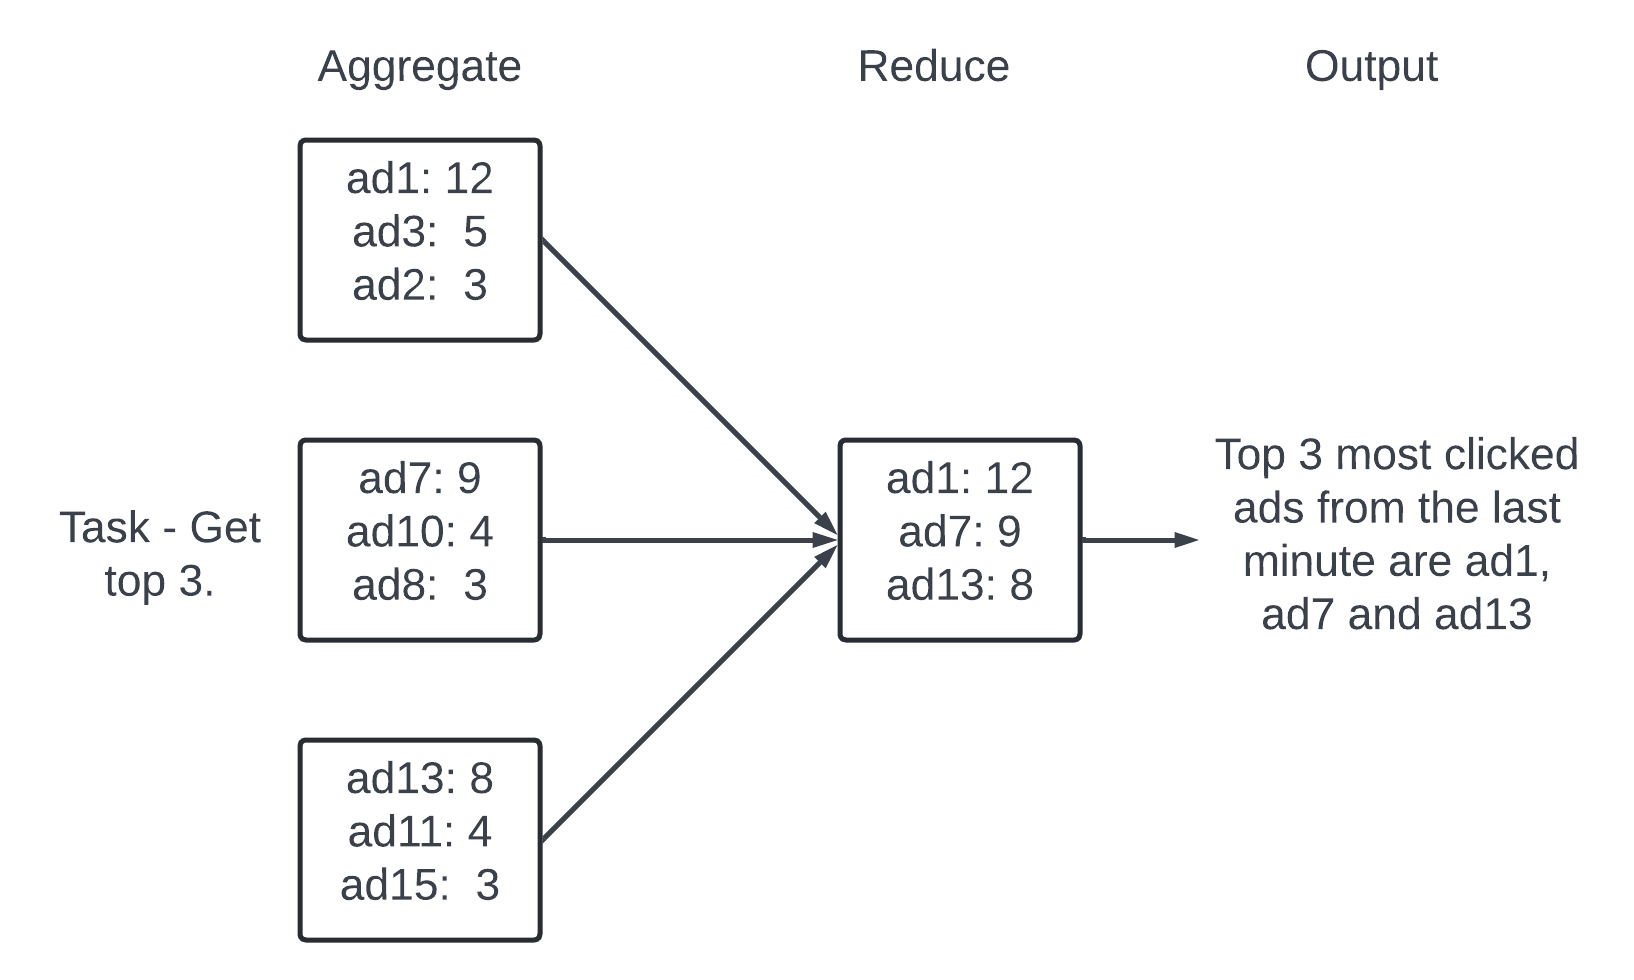 Aggregate
Reduce
Output
ad1: 12
ad3:  5
ad2:  3
Task - Get
top 3.
ad7: 9
ad10: 4
ad8:  3
ad13: 8
ad11: 4
ad15:  3
ad1: 12
ad7: 9
ad13: 8
Top 3 most clicked
ads from the last
minute are ad1,
ad7 and ad13